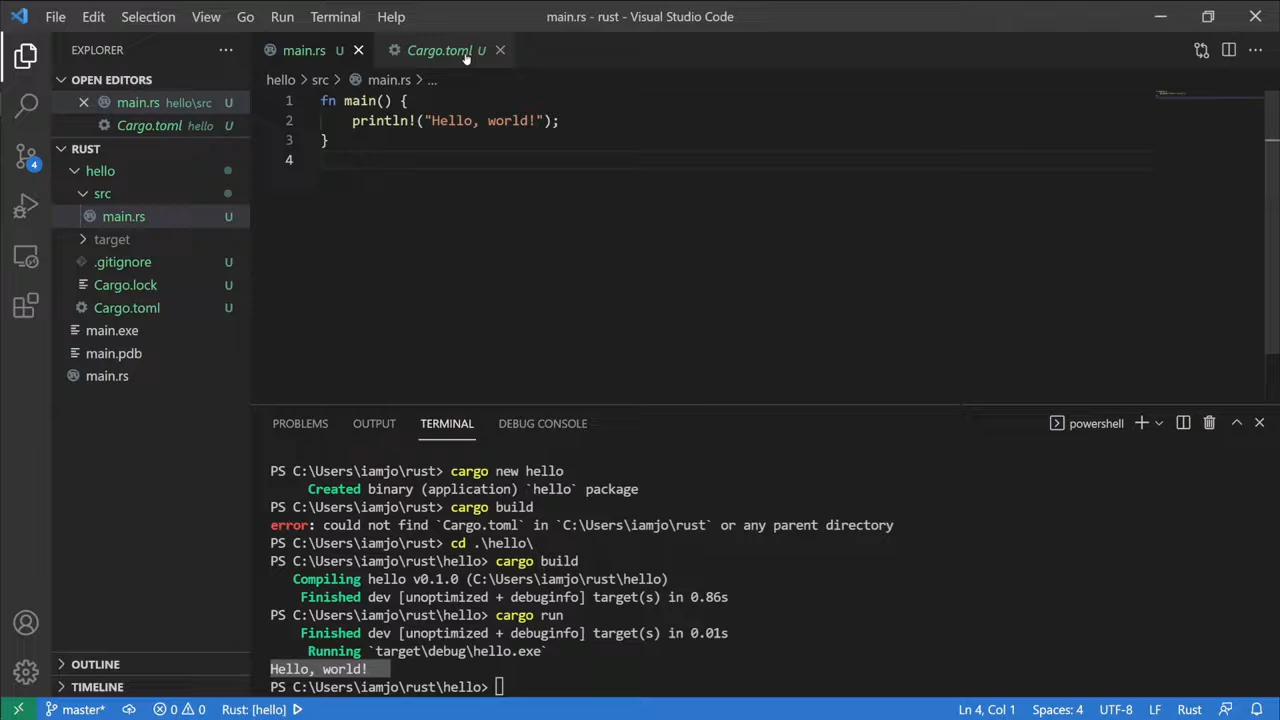 File Edit Selection View Go Run Terminal Help main.rs - rust - Visual Studio Code
EXPLORER
main.rs U
Cargo.toml U
OPEN EDITORS
main.rs hello\src U
Cargo.toml hello U
RUST
hello
src
main.rs U
target
.gitignore U
Cargo.lock U
Cargo.toml U
main.exe
main.pdb
main.rs
OUTLINE
TIMELINE
4
hello > src > main.rs > ...
1 fn main() {
2 println!("Hello, world!");
3 }
4
PROBLEMS OUTPUT TERMINAL DEBUG CONSOLE powershell
PS C:\Users\iamjo\rust> cargo new hello
Created binary (application) `hello` package
PS C:\Users\iamjo\rust> cargo build
error: could not find `Cargo.toml` in `C:\Users\iamjo\rust` or any parent directory
PS C:\Users\iamjo\rust> cd .\hello\
PS C:\Users\iamjo\rust\hello> cargo build
Compiling hello v0.1.0 (C:\Users\iamjo\rust\hello)
Finished dev [unoptimized + debuginfo] target(s) in 0.86s
PS C:\Users\iamjo\rust\hello> cargo run
Finished dev [unoptimized + debuginfo] target(s) in 0.01s
Running `target\debug\hello.exe`
Hello, world!
PS C:\Users\iamjo\rust\hello>
master* 0 0 Rust: [hello] Ln 4, Col 1 Spaces: 4 UTF-8 LF Rust